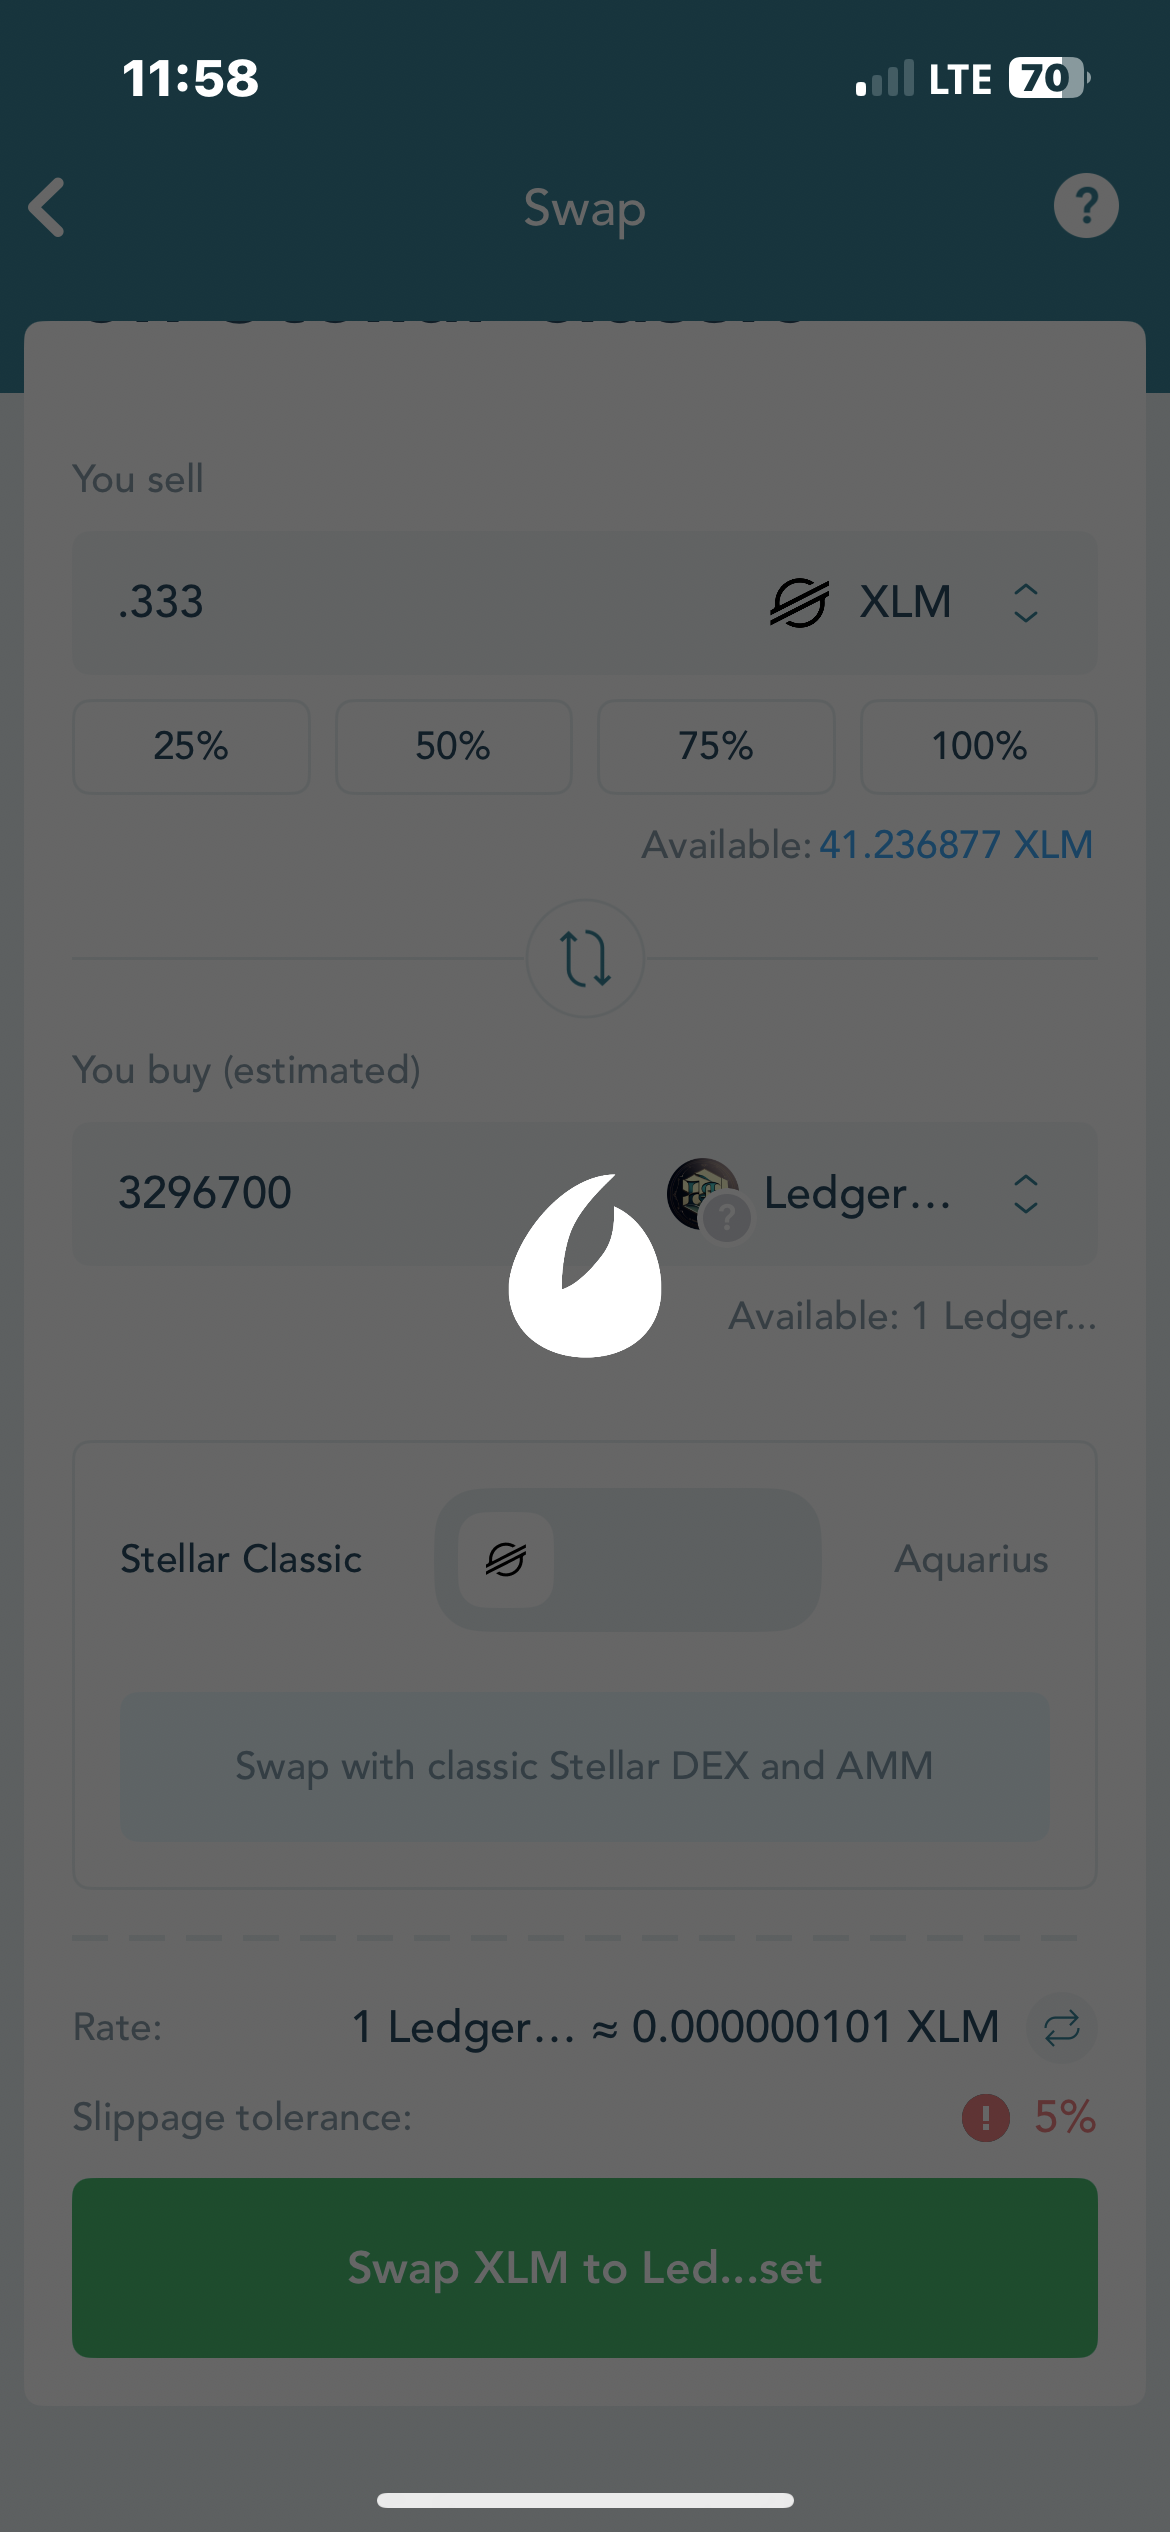 11:58
LTE 70
Swap
?
You sell
.333 XLM
25% 50% 75% 100%
Available: 41.236877 XLM
You buy (estimated)
3296700 ? Ledger...
Available: 1 Ledger...
Stellar Classic Aquarius
Swap with classic Stellar DEX and AMM
Rate: 1 Ledger... ≈ 0.000000101 XLM
Slippage tolerance: ! 5%
Swap XLM to Led...set